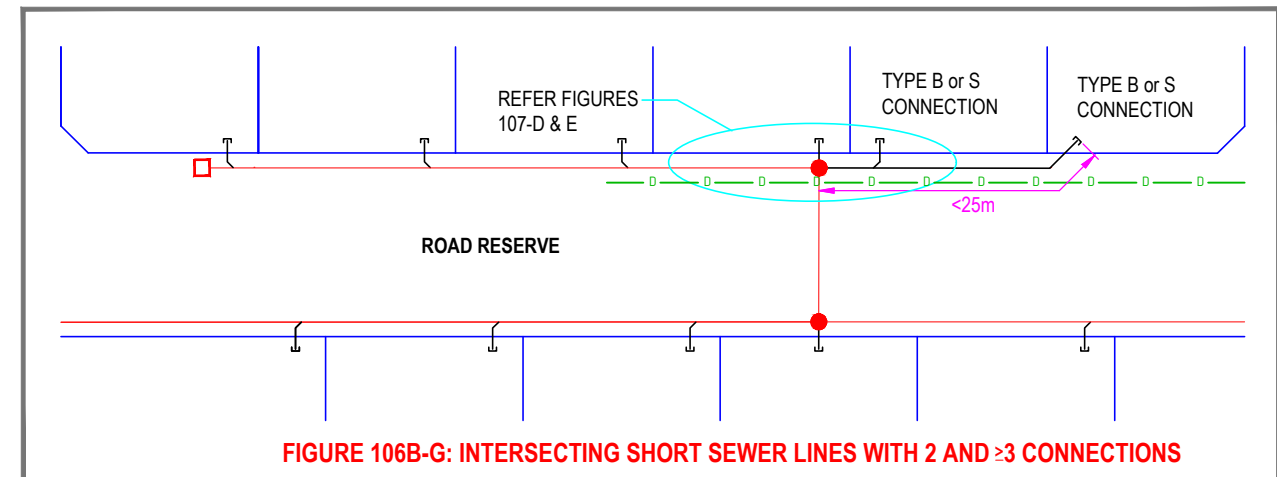 REFER FIGURES
107-D & E
TYPE B or S
CONNECTION
TYPE B or S
CONNECTION
D D D D D D D D D D D
<25m
ROAD RESERVE
FIGURE 106B-G: INTERSECTING SHORT SEWER LINES WITH 2 AND ≥3 CONNECTIONS